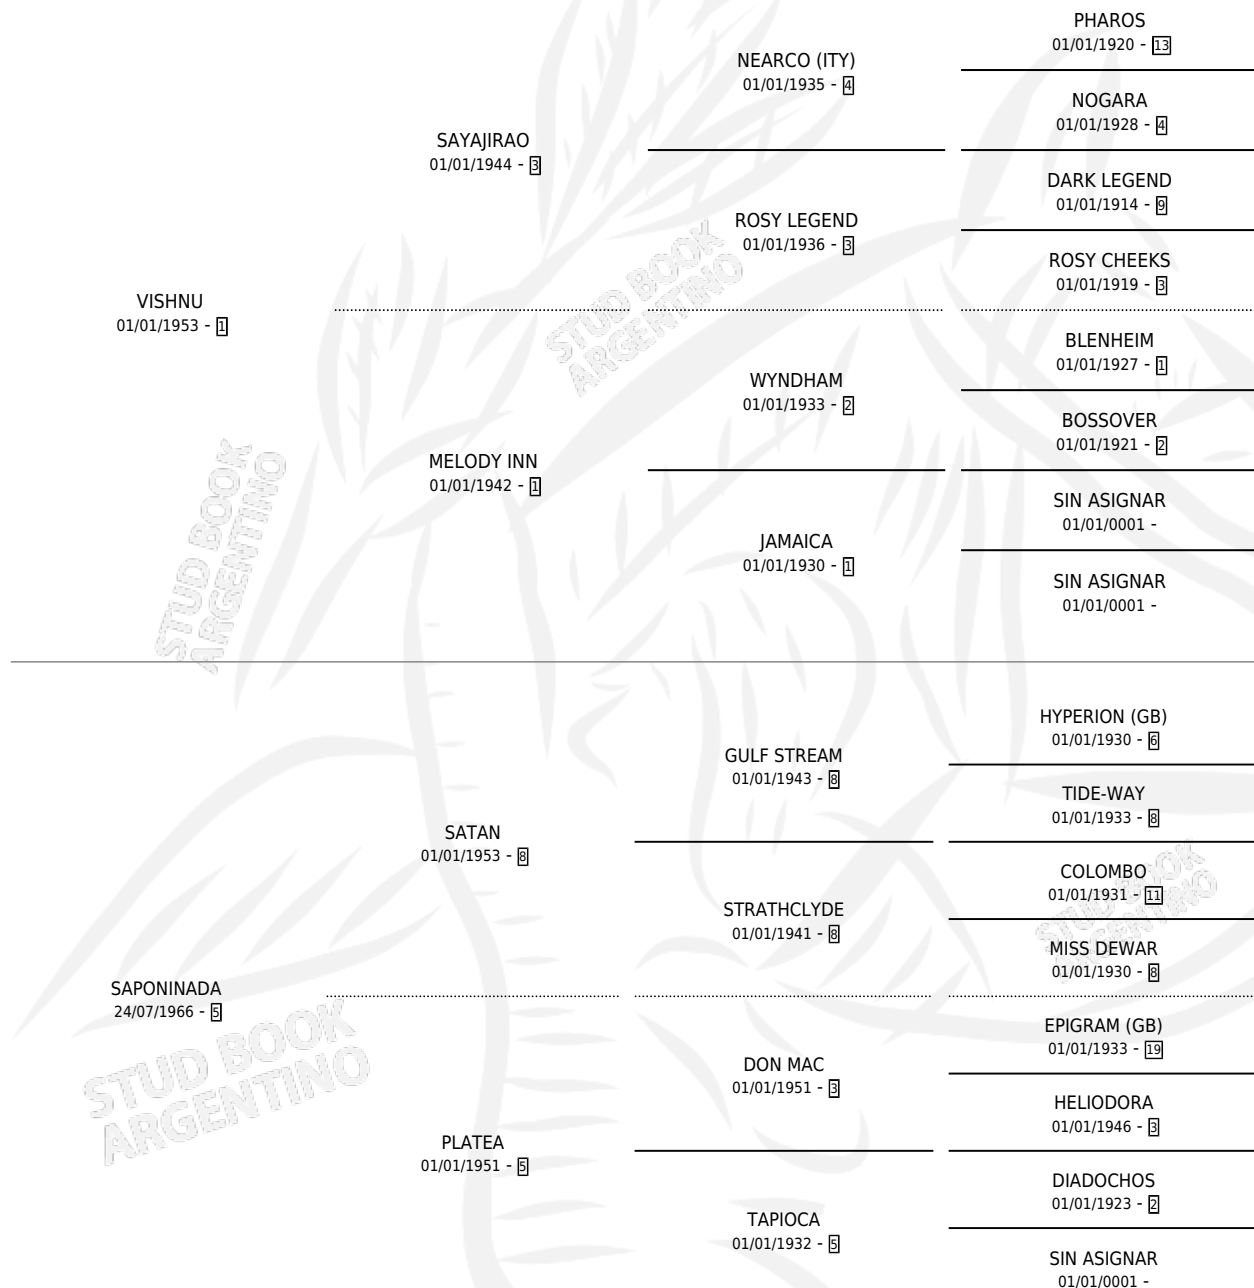 PHAROS
01/01/1920 - 13
NEARCO (ITY)
01/01/1935 - 4
NOGARA
01/01/1928 - 4
SAYAJIRAO
01/01/1944 - 3
DARK LEGEND
01/01/1914 - 9
ROSY LEGEND
01/01/1936 - 3
ROSY CHEEKS
01/01/1919 - 3
VISHNU
01/01/1953 - 1
BLENHEIM
01/01/1927 - 1
WYNDHAM
01/01/1933 - 2
BOSSOVER
01/01/1921 - 2
MELODY INN
01/01/1942 - 1
SIN ASIGNAR
01/01/0001 -
JAMAICA
01/01/1930 - 1
SIN ASIGNAR
01/01/0001 -
HYPERION (GB)
01/01/1930 - 6
GULF STREAM
01/01/1943 - 8
TIDE-WAY
01/01/1933 - 8
SATAN
01/01/1953 - 8
COLOMBO
01/01/1931 - 11
STRATHCLYDE
01/01/1941 - 8
MISS DEWAR
01/01/1930 - 8
SAPONINADA
24/07/1966 - 5
EPIGRAM (GB)
01/01/1933 - 19
DON MAC
01/01/1951 - 3
HELIODORA
01/01/1946 - 3
PLATEA
01/01/1951 - 5
DIADOCHOS
01/01/1923 - 2
TAPIOCA
01/01/1932 - 5
SIN ASIGNAR
01/01/0001 -
STUD BOOK
ARGENTINO
STUD BOOK
ARGENTINO
STUD BOOK
ARGENTINO
STUD BOOK
ARGENTINO